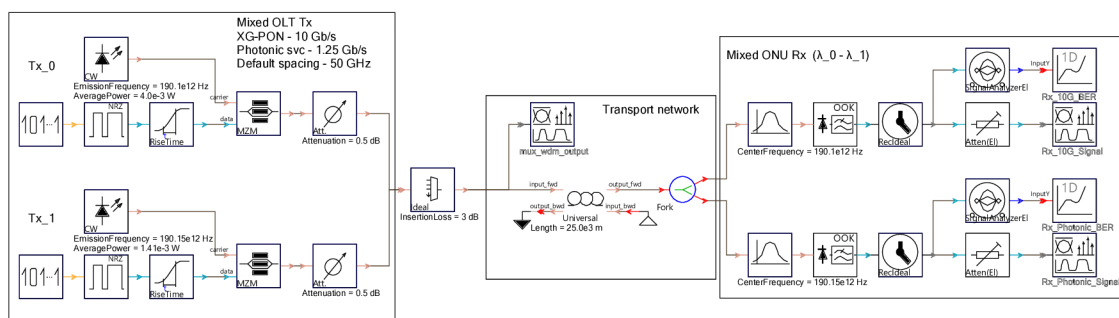 Mixed OLT Tx
XG-PON - 10 Gb/s
Photonic svc - 1.25 Gb/s
Default spacing - 50 GHz
Tx_0
CW
EmissionFrequency = 190.1e12 Hz
AveragePower = 4.0e-3 W
101···1
NRZ
RiseTime
carrier
data
MZM
Att.
Attenuation = 0.5 dB
Tx_1
CW
EmissionFrequency = 190.15e12 Hz
AveragePower = 1.41e-3 W
101···1
NRZ
RiseTime
carrier
data
MZM
Att.
Attenuation = 0.5 dB
Ideal
InsertionLoss = 3 dB
Transport network
mux_wdm_output
input_fwd
output_fwd
output_bwd
input_bwd
Universal
Length = 25.0e3 m
Fork
Mixed ONU Rx (λ_0 - λ_1)
CenterFrequency = 190.1e12 Hz
OOK
RecIdeal
SignalAnalyzerEl
InputY
1D
Rx_10G_BER
Atten(El)
Rx_10G_Signal
CenterFrequency = 190.15e12 Hz
OOK
RecIdeal
SignalAnalyzerEl
InputY
1D
Rx_Photonic_BER
Atten(El)
Rx_Photonic_Signal